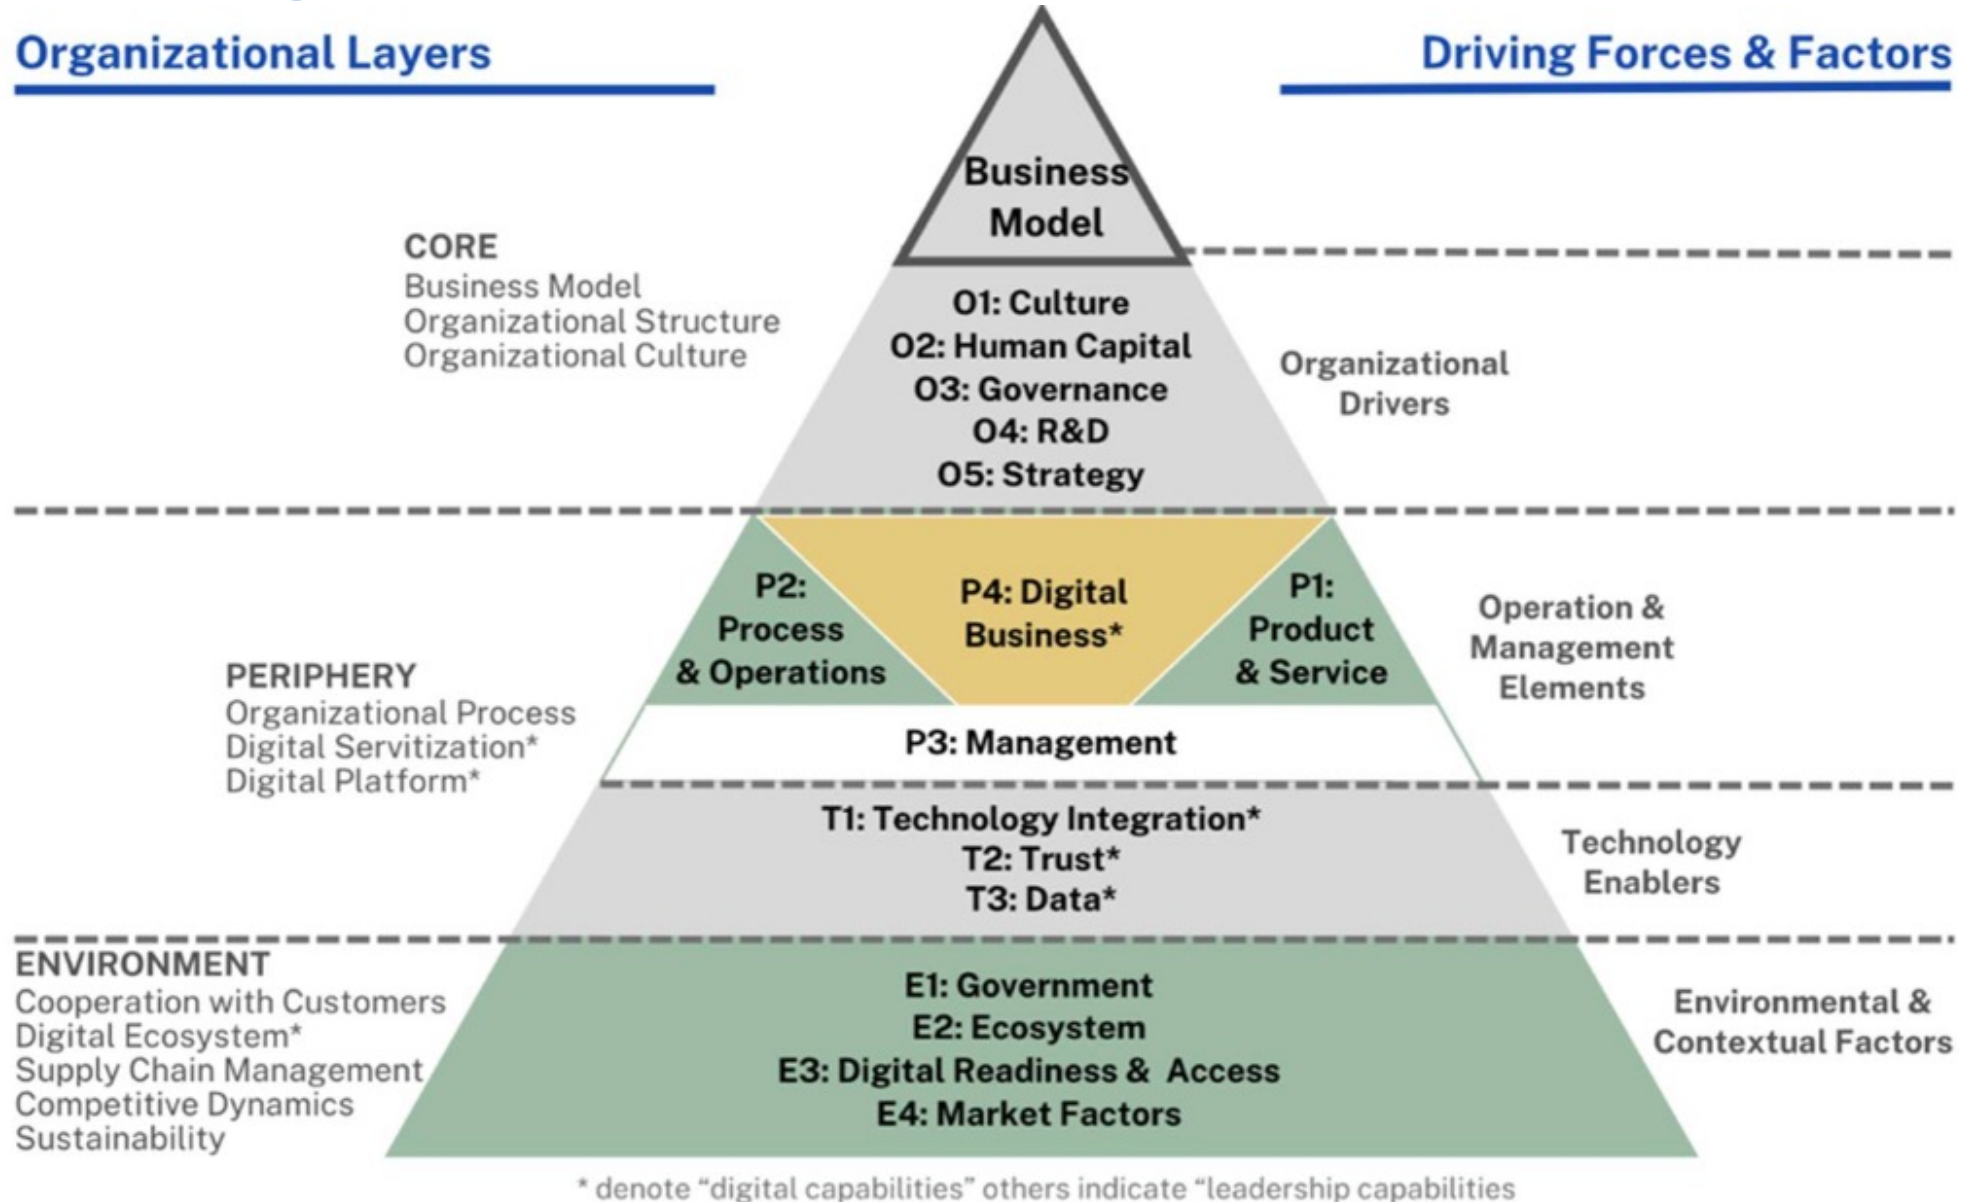 Organizational Layers
Driving Forces & Factors
Business
Model
CORE
Business Model
Organizational Structure
Organizational Culture
O1: Culture
O2: Human Capital
O3: Governance
O4: R&D
O5: Strategy
Organizational
Drivers
P2:
Process
& Operations
P4: Digital
Business*
P1:
Product
& Service
Operation &
Management
Elements
PERIPHERY
Organizational Process
Digital Servitization*
Digital Platform*
P3: Management
T1: Technology Integration*
T2: Trust*
T3: Data*
Technology
Enablers
ENVIRONMENT
Cooperation with Customers
Digital Ecosystem*
Supply Chain Management
Competitive Dynamics
Sustainability
E1: Government
E2: Ecosystem
E3: Digital Readiness & Access
E4: Market Factors
Environmental &
Contextual Factors
* denote “digital capabilities” others indicate “leadership capabilities